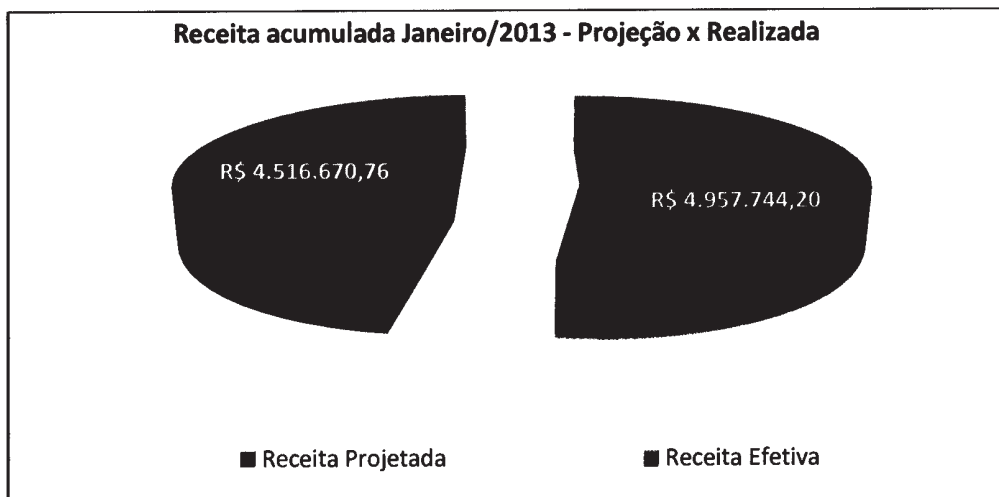 Receita acumulada Janeiro/2013 - Projeção x Realizada
R$ 4.516.670,76
R$ 4.957.744,20
Receita Projetada
Receita Efetiva